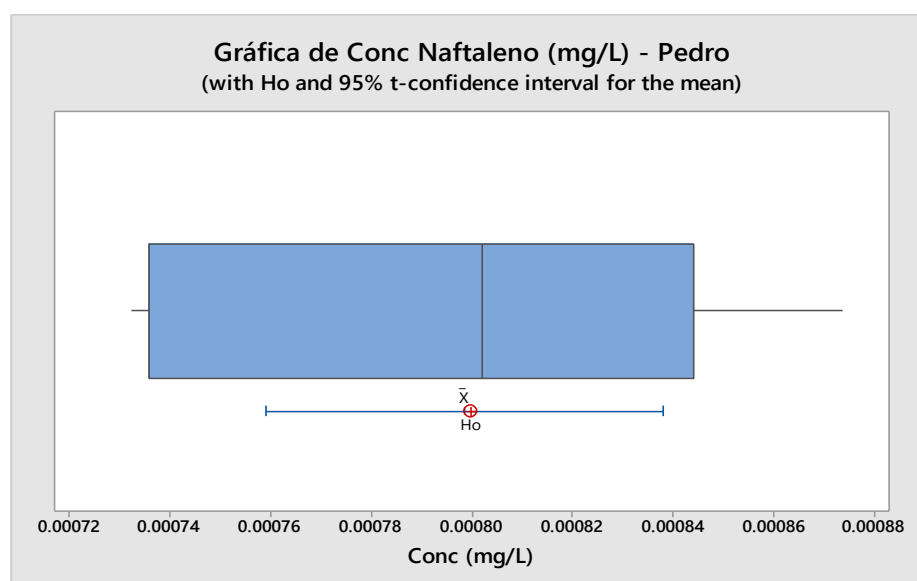 Gráfica de Conc Naftaleno (mg/L) - Pedro
(with Ho and 95% t-confidence interval for the mean)
X̄
Ho
0.00072 0.00074 0.00076 0.00078 0.00080 0.00082 0.00084 0.00086 0.00088
Conc (mg/L)